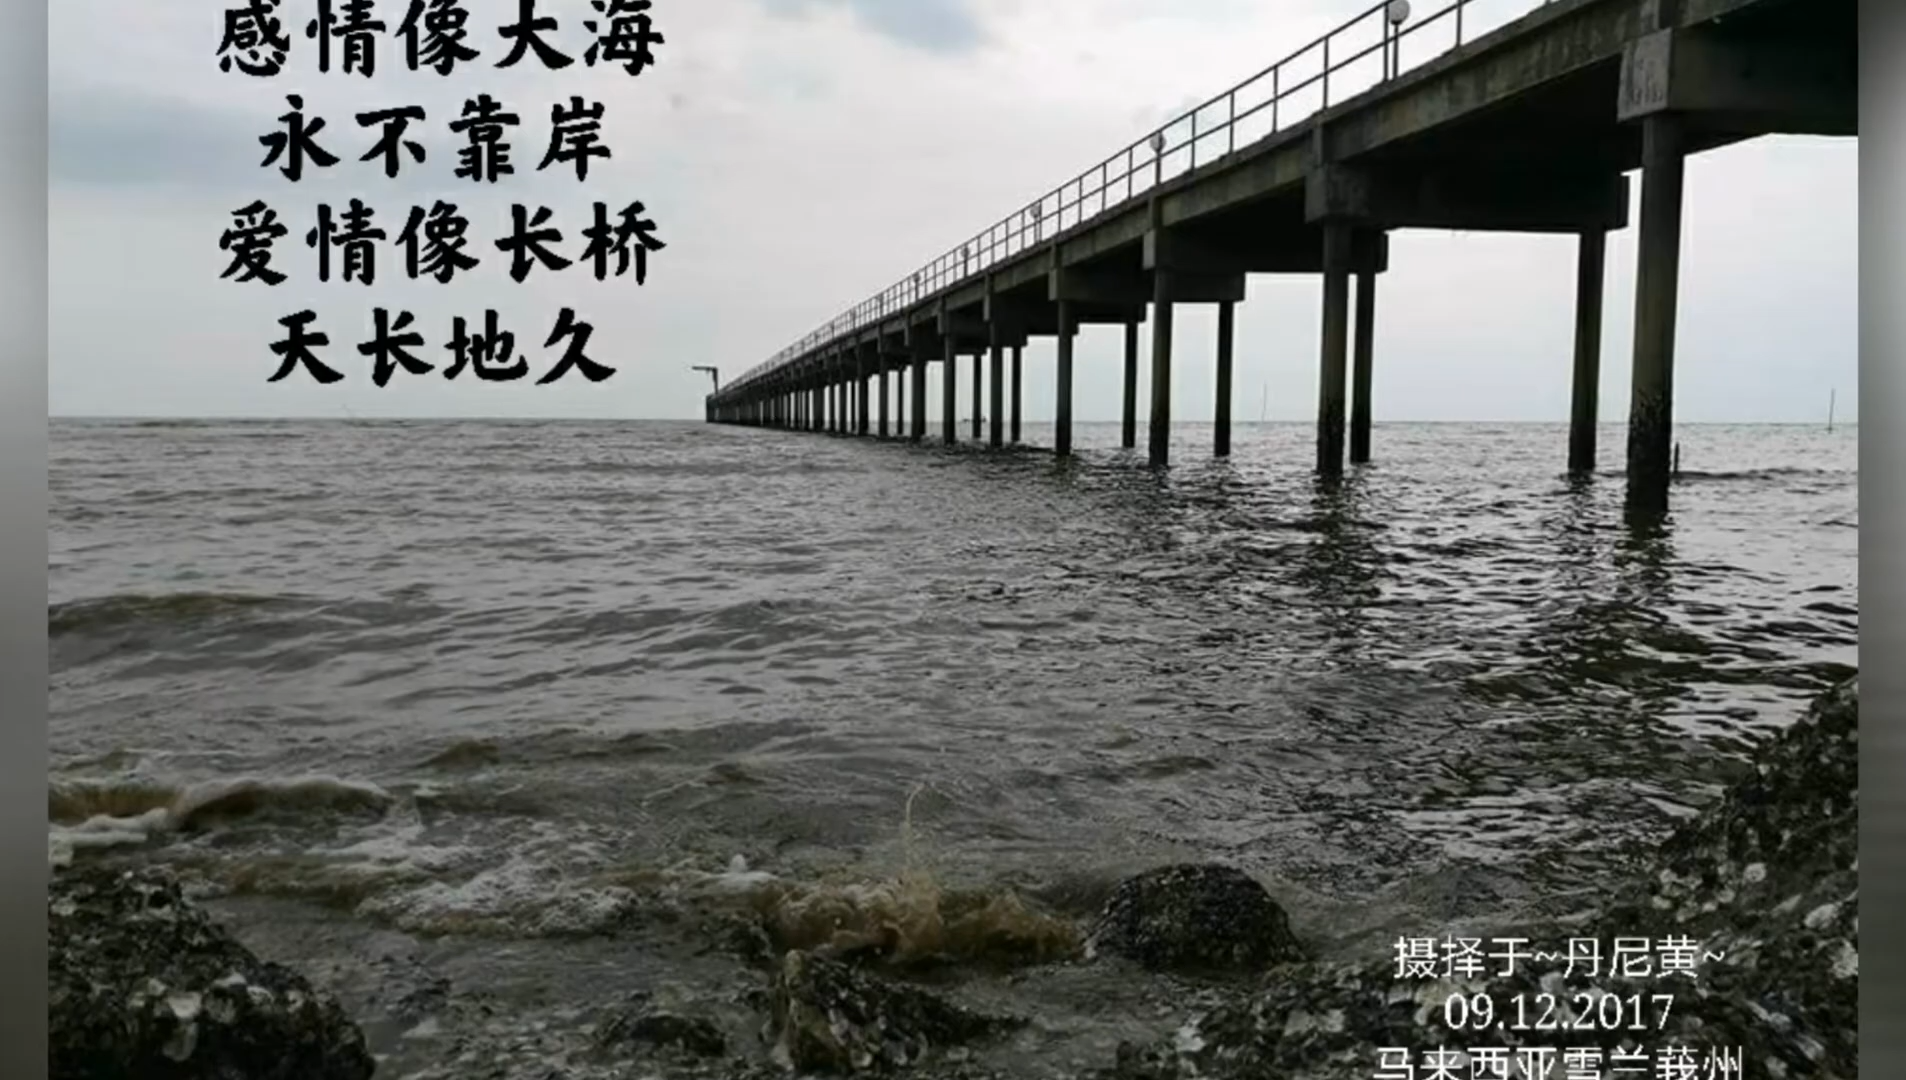 感情像大海
永不靠岸
爱情像长桥
天长地久
摄择于~丹尼黄~
09.12.2017
马来西亚雪兰莪州